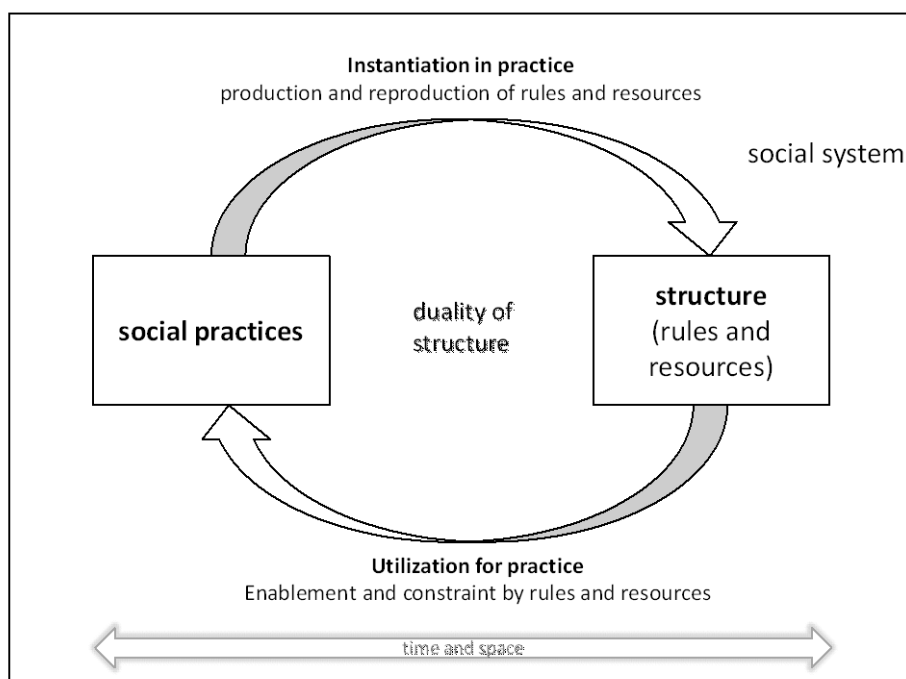 Instantiation in practice
production and reproduction of rules and resources
social system
social practices
duality of
structure
structure
(rules and
resources)
Utilization for practice
Enablement and constraint by rules and resources
time and space